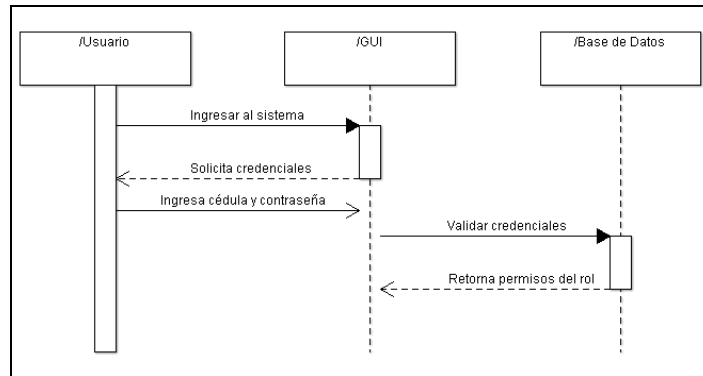 /Usuario
/GUI
/Base de Datos
Ingresar al sistema
Solicita credenciales
Ingresa cédula y contraseña
Validar credenciales
Retorna permisos del rol